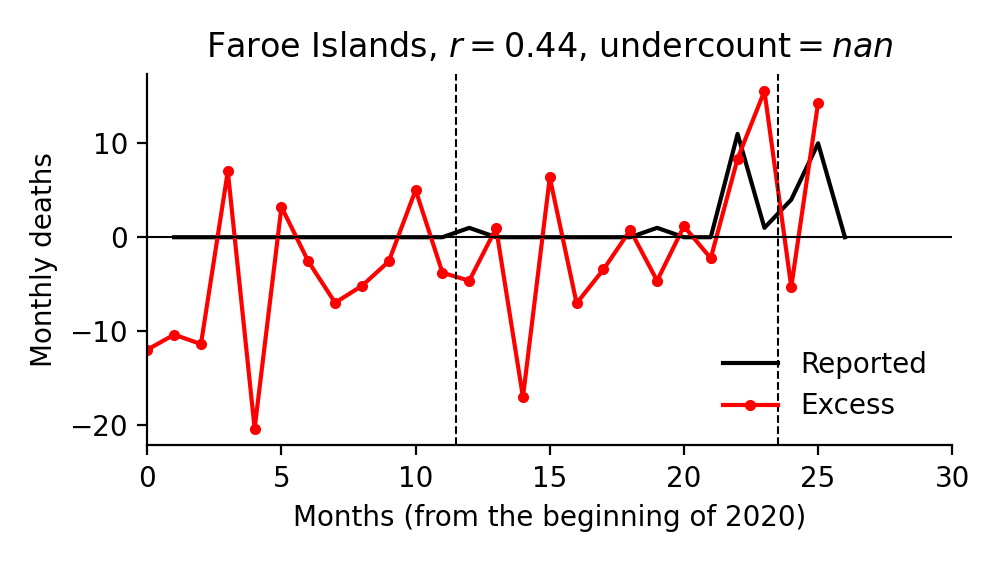 Faroe Islands, r = 0.44, undercount = nan
Monthly deaths
10
0
−10
−20
Reported
Excess
0 5 10 15 20 25 30
Months (from the beginning of 2020)